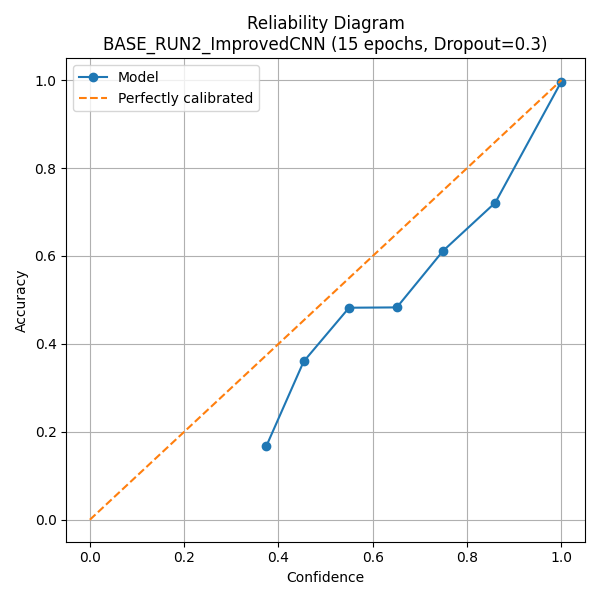 Reliability Diagram
BASE_RUN2_ImprovedCNN (15 epochs, Dropout=0.3)
Model
Perfectly calibrated
1.0
0.8
0.6
0.4
0.2
0.0
Accuracy
0.0 0.2 0.4 0.6 0.8 1.0
Confidence